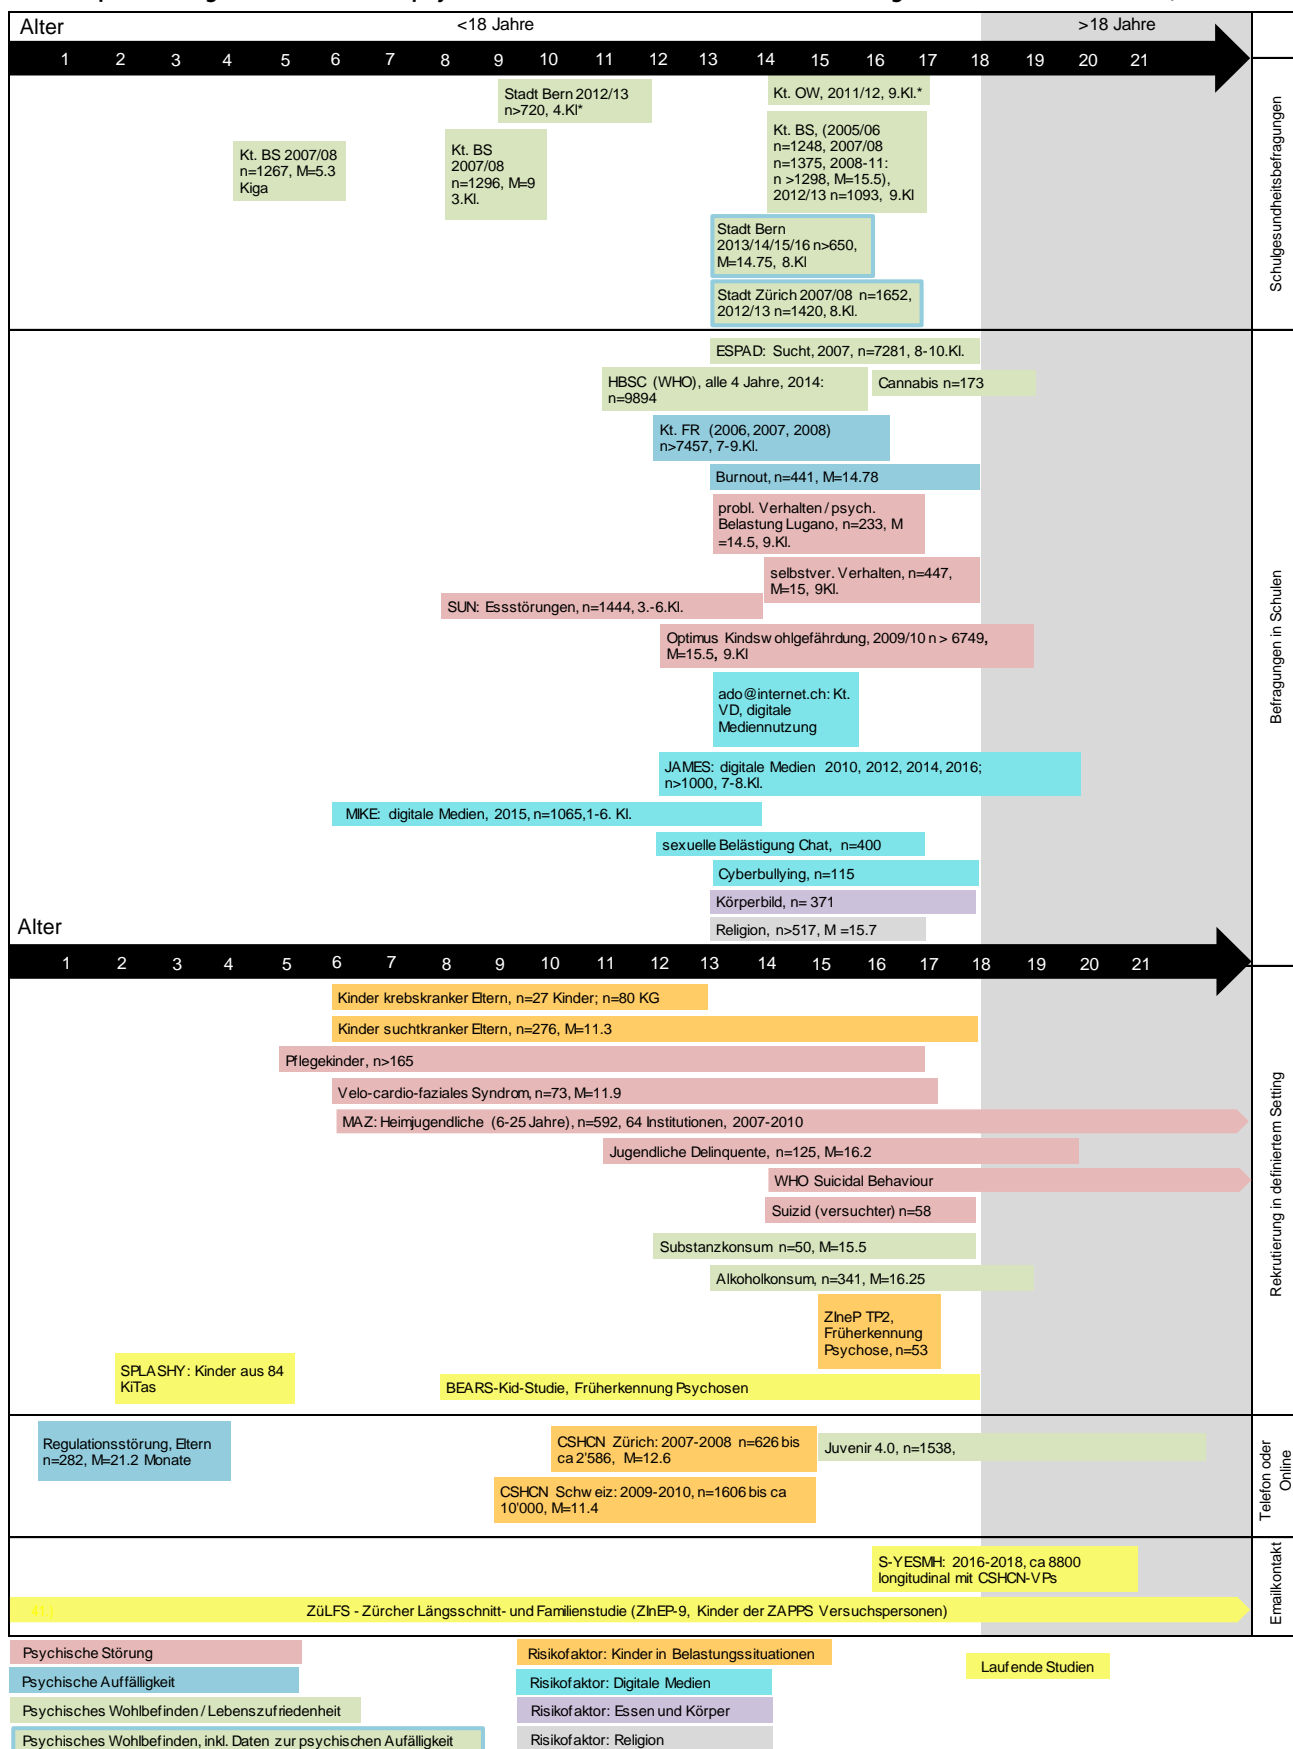 Alter
<18 Jahre
>18 Jahre
1 2 3 4 5 6 7 8 9 10 11 12 13 14 15 16 17 18 19 20 21
Schulgesundheitsbefragungen
Stadt Bern 2012/13
n>720, 4.Kl*
Kt. OW, 2011/12, 9.Kl.*
Kt. BS 2007/08
n=1267, M=5.3
Kiga
Kt. BS
2007/08
n=1296, M=9
3.Kl.
Kt. BS, (2005/06
n=1248, 2007/08
n=1375, 2008-11:
n >1298, M=15.5),
2012/13 n=1093, 9.Kl
Stadt Bern
2013/14/15/16 n>650,
M=14.75, 8.Kl
Stadt Zürich 2007/08 n=1652,
2012/13 n=1420, 8.Kl.
Befragungen in Schulen
ESPAD: Sucht, 2007, n=7281, 8-10.Kl.
HBSC (WHO), alle 4 Jahre, 2014:
n=9894
Cannabis n=173
Kt. FR (2006, 2007, 2008)
n>7457, 7-9.Kl.
Burnout, n=441, M=14.78
probl. Verhalten / psych.
Belastung Lugano, n=233, M
=14.5, 9.Kl.
selbstver. Verhalten, n=447,
M=15, 9Kl.
SUN: Essstörungen, n=1444, 3.-6.Kl.
Optimus Kindswohlgefährdung, 2009/10 n > 6749,
M=15.5, 9.Kl
ado@internet.ch: Kt.
VD, digitale
Mediennutzung
JAMES: digitale Medien 2010, 2012, 2014, 2016;
n>1000, 7-8.Kl.
MIKE: digitale Medien, 2015, n=1065,1-6. Kl.
sexuelle Belästigung Chat, n=400
Cyberbullying, n=115
Körperbild, n= 371
Religion, n>517, M =15.7
Alter
1 2 3 4 5 6 7 8 9 10 11 12 13 14 15 16 17 18 19 20 21
Rekrutierung in definiertem Setting
Kinder krebskranker Eltern, n=27 Kinder; n=80 KG
Kinder suchtkranker Eltern, n=276, M=11.3
Pflegekinder, n>165
Velo-cardio-faziales Syndrom, n=73, M=11.9
MAZ: Heimjugendliche (6-25 Jahre), n=592, 64 Institutionen, 2007-2010
Jugendliche Delinquente, n=125, M=16.2
WHO Suicidal Behaviour
Suizid (versuchter) n=58
Substanzkonsum n=50, M=15.5
Alkoholkonsum, n=341, M=16.25
ZIneP TP2,
Früherkennung
Psychose, n=53
SPLASHY: Kinder aus 84
KiTas
BEARS-Kid-Studie, Früherkennung Psychosen
Telefon oder
Online
Regulationsstörung, Eltern
n=282, M=21.2 Monate
CSHCN Zürich: 2007-2008 n=626 bis
ca 2'586, M=12.6
Juvenir 4.0, n=1538,
CSHCN Schweiz: 2009-2010, n=1606 bis ca
10'000, M=11.4
Emailkontakt
S-YESMH: 2016-2018, ca 8800
longitudinal mit CSHCN-VPs
ZüLFS - Zürcher Längsschnitt- und Familienstudie (ZInEP-9, Kinder der ZAPPS Versuchspersonen)
Psychische Störung
Psychische Auffälligkeit
Psychisches Wohlbefinden / Lebenszufriedenheit
Psychisches Wohlbefinden, inkl. Daten zur psychischen Aufälligkeit
Risikofaktor: Kinder in Belastungssituationen
Risikofaktor: Digitale Medien
Risikofaktor: Essen und Körper
Risikofaktor: Religion
Laufende Studien